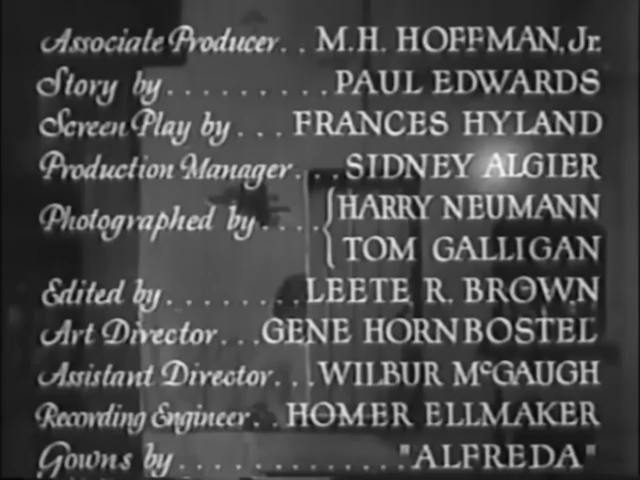 Associate Producer. . M.H. HOFFMAN, Jr.
Story by. . . . . . . . . PAUL EDWARDS
Screen Play by. . . FRANCES HYLAND
Production Manager. . . SIDNEY ALGIER
Photographed by. . . . { HARRY NEUMANN
TOM GALLIGAN
Edited by. . . . . . . . LEETE R. BROWN
Art Director. . . GENE HORNBOSTEL
Assistant Director. . . WILBUR McGAUGH
Recording Engineer. . HOMER ELLMAKER
Gowns by. . . . . . . . . . . . . "ALFREDA"